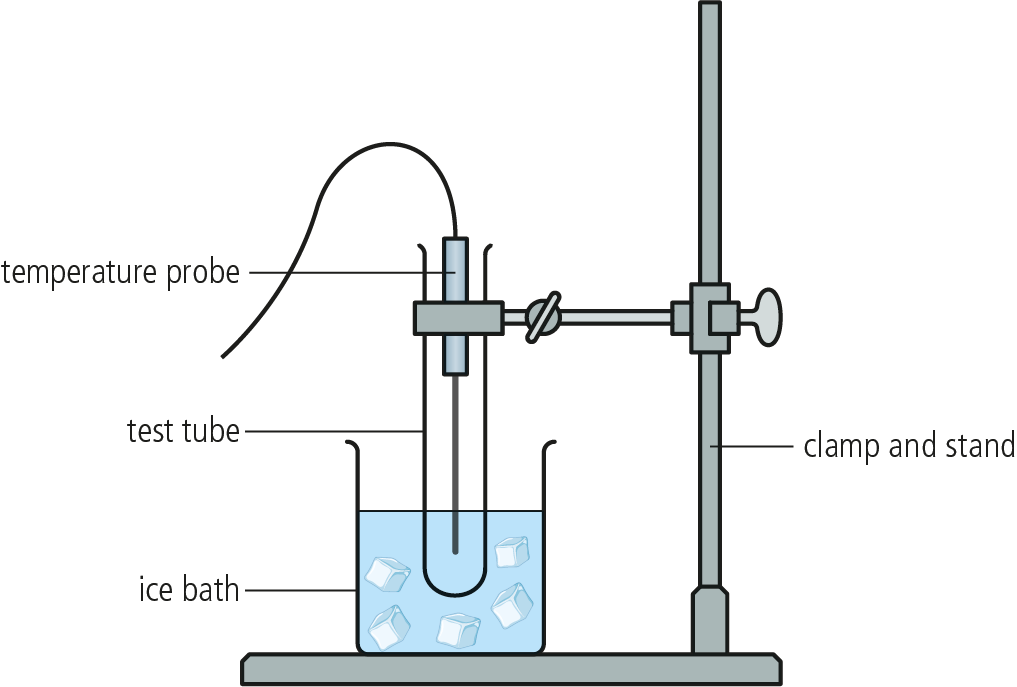 temperature probe
test tube
clamp and stand
ice bath